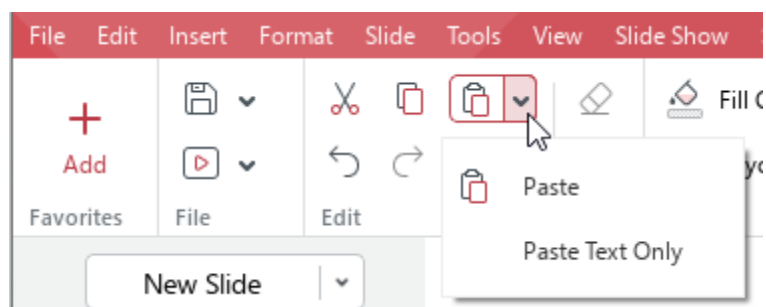 File Edit Insert Format Slide Tools View Slide Show
Fill
Add
Paste
Favorites File Edit
Paste Text Only
New Slide